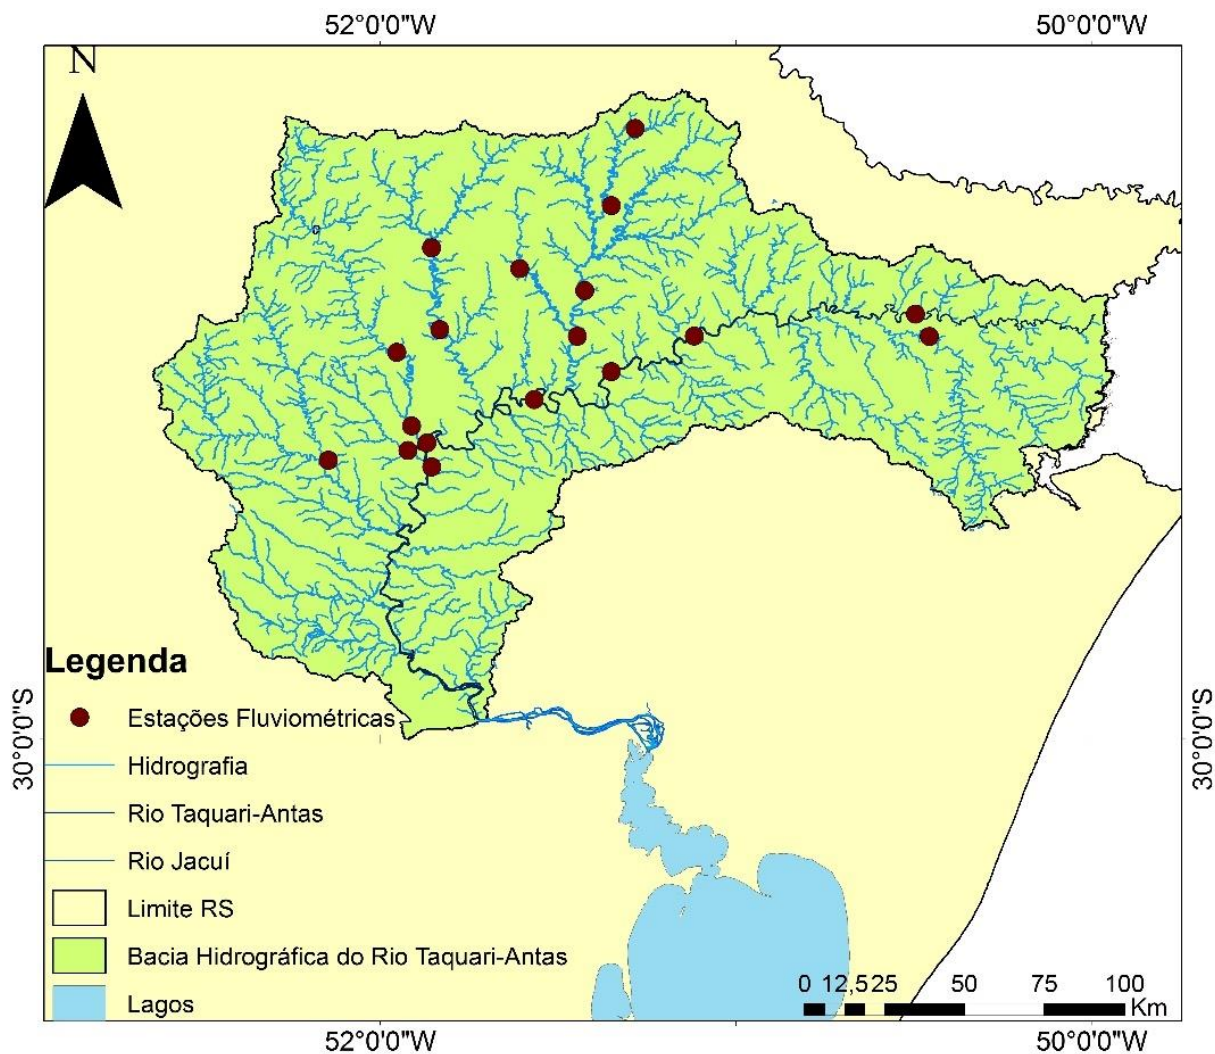 52°0'0"W 50°0'0"W
N
Legenda
Estações Fluviométricas
Hidrografia
Rio Taquari-Antas
Rio Jacuí
Limite RS
Bacia Hidrográfica do Rio Taquari-Antas
Lagos
30°0'0"S 30°0'0"S
0 12,525 50 75 100
Km
52°0'0"W 50°0'0"W